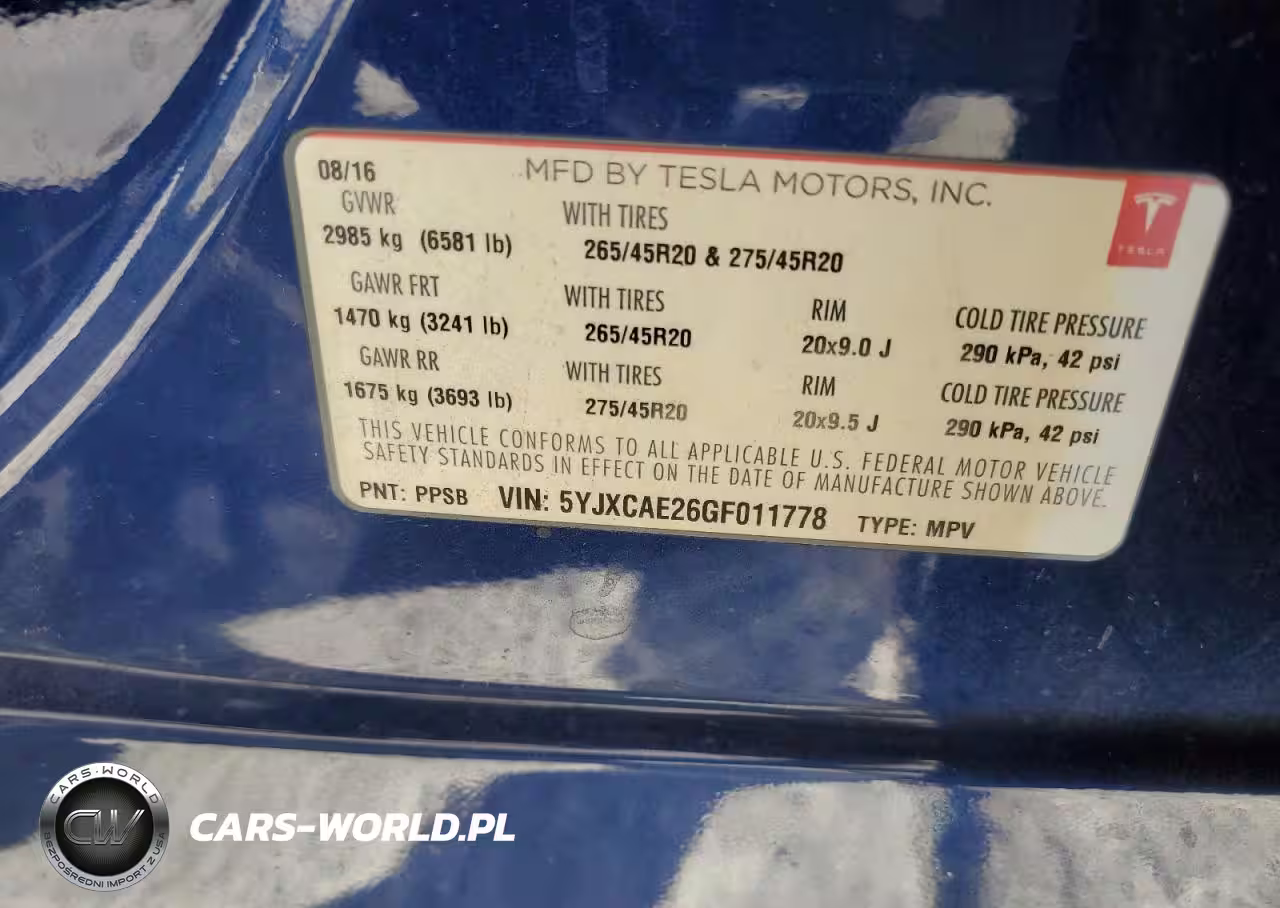 08/16 MFD BY TESLA MOTORS, INC.
GVWR WITH TIRES
2985 kg (6581 lb) 265/45R20 & 275/45R20
TESLA
GAWR FRT WITH TIRES RIM COLD TIRE PRESSURE
1470 kg (3241 lb) 265/45R20 20x9.0 J 290 kPa, 42 psi
GAWR RR WITH TIRES RIM COLD TIRE PRESSURE
1675 kg (3693 lb) 275/45R20 20x9.5 J 290 kPa, 42 psi
THIS VEHICLE CONFORMS TO ALL APPLICABLE U.S. FEDERAL MOTOR VEHICLE
SAFETY STANDARDS IN EFFECT ON THE DATE OF MANUFACTURE SHOWN ABOVE.
PNT: PPSB VIN: 5YJXCAE26GF011778 TYPE: MPV
CARS-WORLD
CW
BEZPOŚREDNI IMPORT Z USA
CARS-WORLD.PL